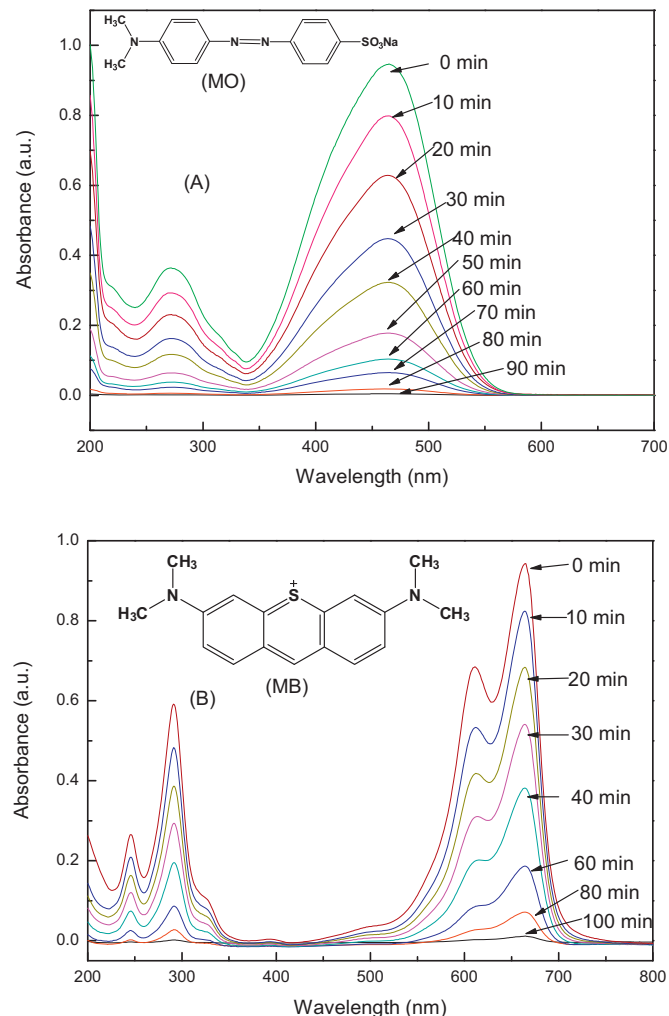 1.0
0.8
0.6
0.4
0.2
0.0
Absorbance (a.u.)
H₃C
N
H₃C
N=N
SO₃Na
(MO)
(A)
0 min
10 min
20 min
30 min
40 min
50 min
60 min
70 min
80 min
90 min
200 300 400 500 600 700
Wavelength (nm)
1.0
0.8
0.6
0.4
0.2
0.0
Absorbance (a.u.)
CH₃ CH₃
N S⁺ N
H₃C CH₃
(B) (MB)
0 min
10 min
20 min
30 min
40 min
60 min
80 min
100 min
200 300 400 500 600 700 800
Wavelength (nm)